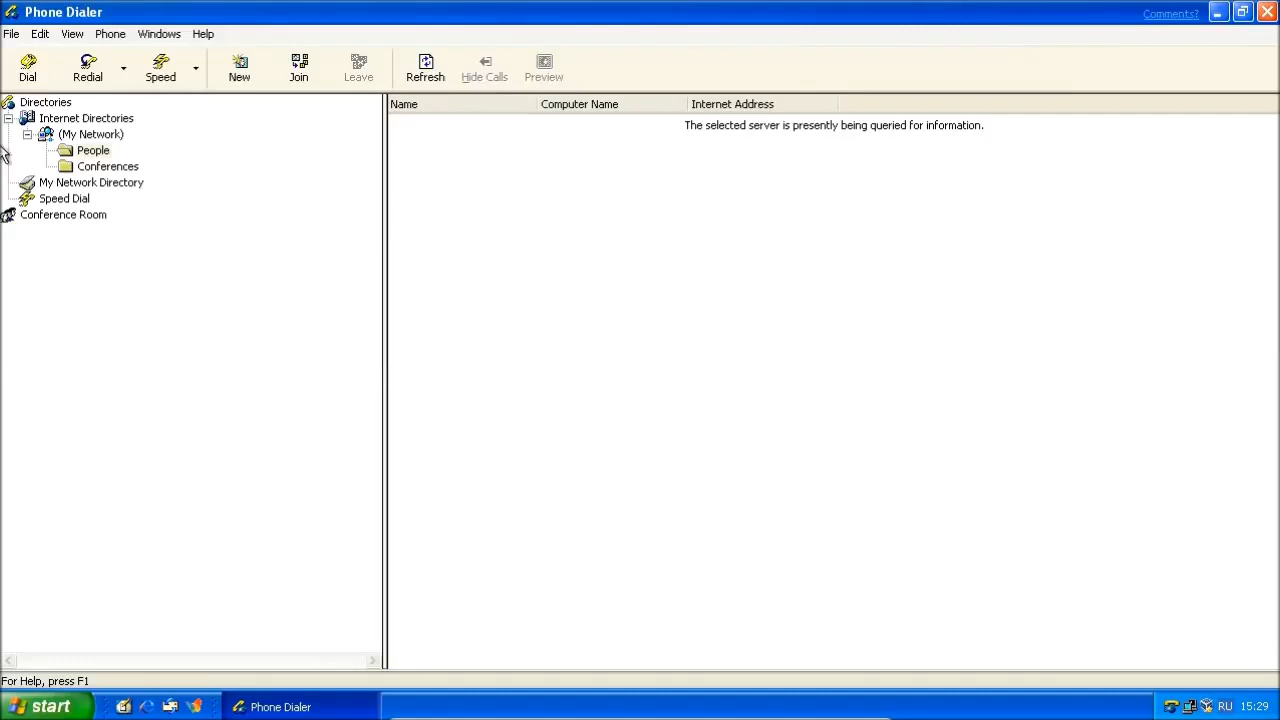 Phone Dialer
Comments?
File Edit View Phone Windows Help
Dial Redial Speed New Join Leave Refresh Hide Calls Preview
Directories
Internet Directories
(My Network)
People
Conferences
My Network Directory
Speed Dial
Conference Room
Name Computer Name Internet Address
The selected server is presently being queried for information.
For Help, press F1
start Phone Dialer RU 15:29